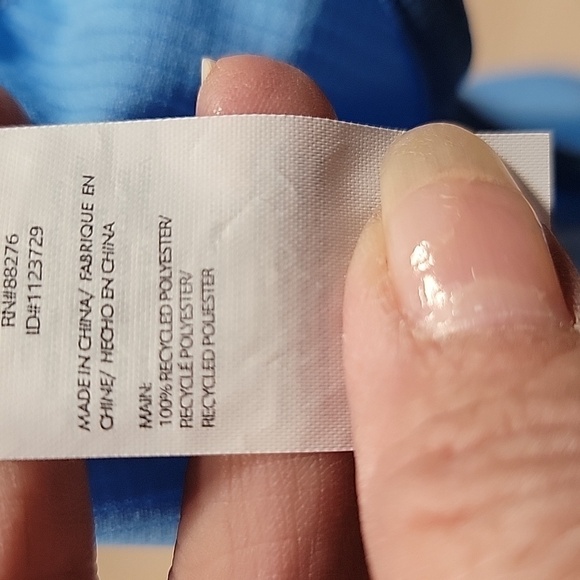 RN#88276
ID#1123729
MADE IN CHINA/ FABRIQUE EN
CHINE/ HECHO EN CHINA
MAIN:
100% RECYCLED POLYESTER/
RECYCLÉ POLYESTER/
RECYCLED POLIESTER